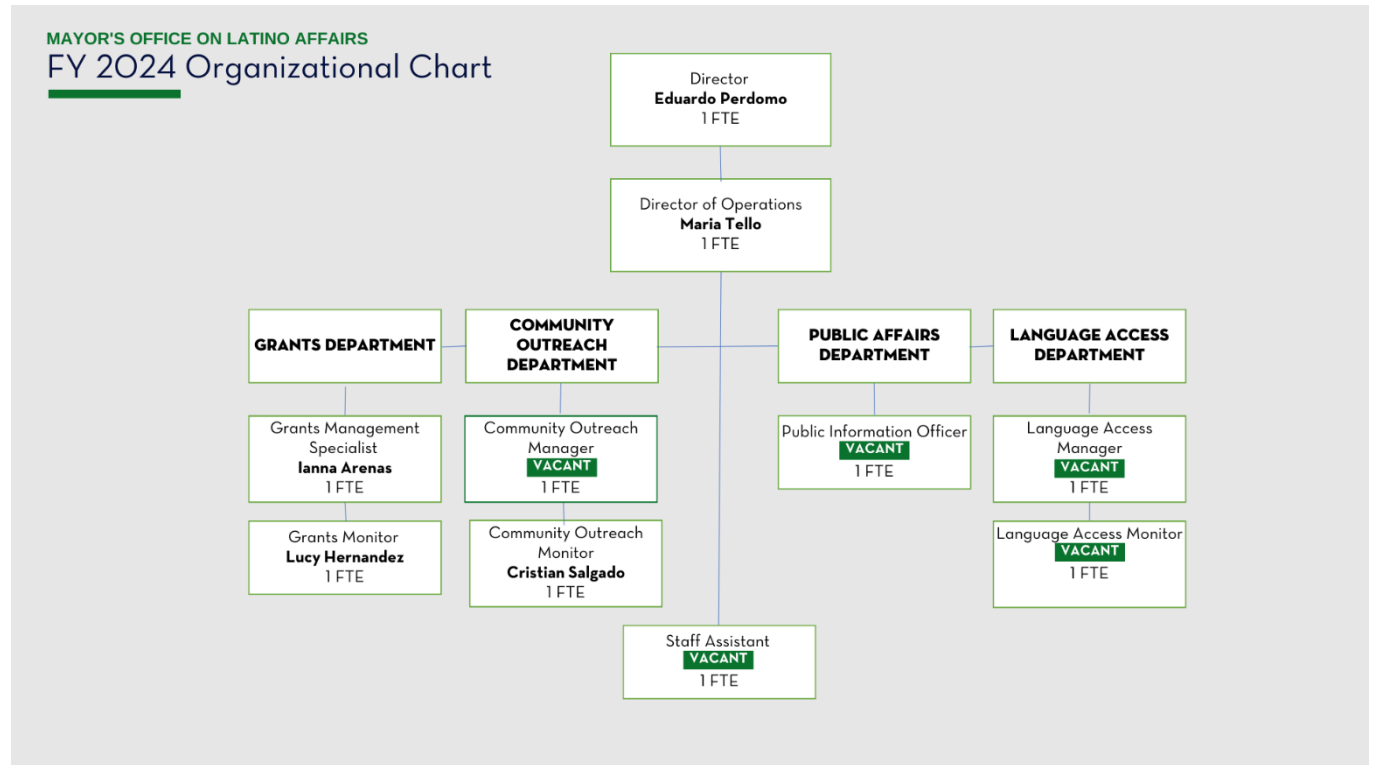 MAYOR'S OFFICE ON LATINO AFFAIRS
FY 2024 Organizational Chart
Director
Eduardo Perdomo
1 FTE
Director of Operations
Maria Tello
1 FTE
GRANTS DEPARTMENT
COMMUNITY
OUTREACH
DEPARTMENT
PUBLIC AFFAIRS
DEPARTMENT
LANGUAGE ACCESS
DEPARTMENT
Grants Management
Specialist
Ianna Arenas
1 FTE
Community Outreach
Manager
VACANT
1 FTE
Public Information Officer
VACANT
1 FTE
Language Access
Manager
VACANT
1 FTE
Grants Monitor
Lucy Hernandez
1 FTE
Community Outreach
Monitor
Cristian Salgado
1 FTE
Language Access Monitor
VACANT
1 FTE
Staff Assistant
VACANT
1 FTE